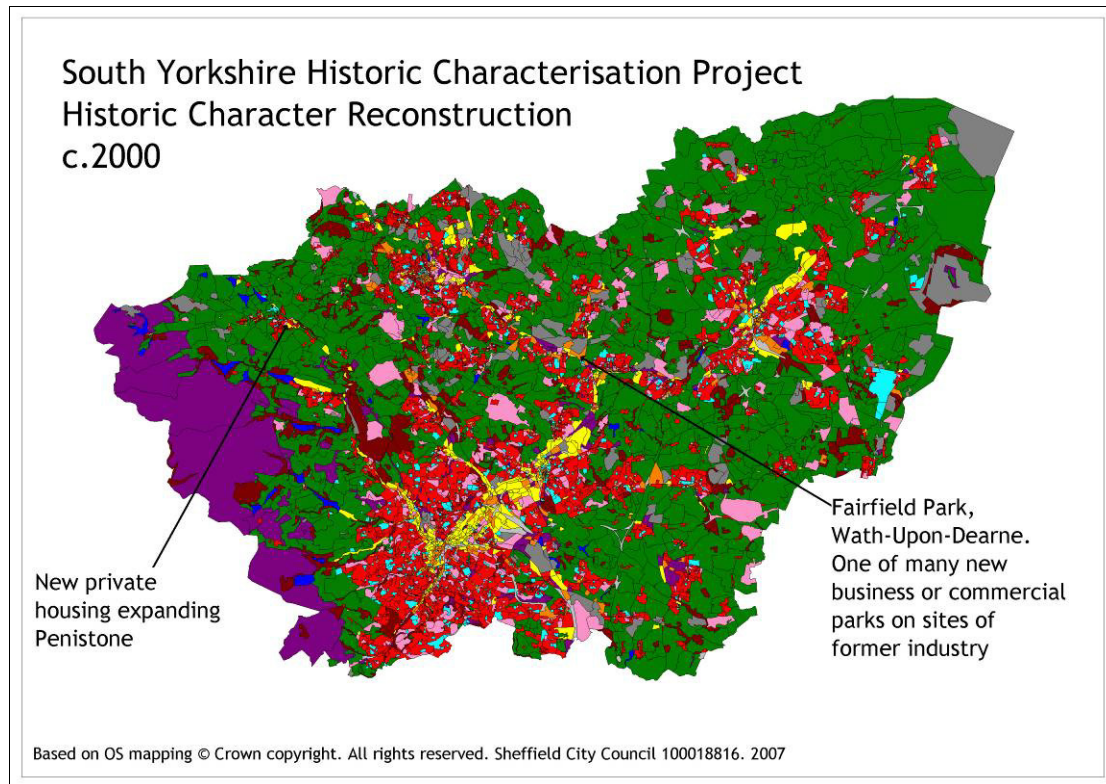 South Yorkshire Historic Characterisation Project
Historic Character Reconstruction
c.2000
New private
housing expanding
Penistone
Fairfield Park,
Wath-Upon-Dearne.
One of many new
business or commercial
parks on sites of
former industry
Based on OS mapping © Crown copyright. All rights reserved. Sheffield City Council 100018816. 2007